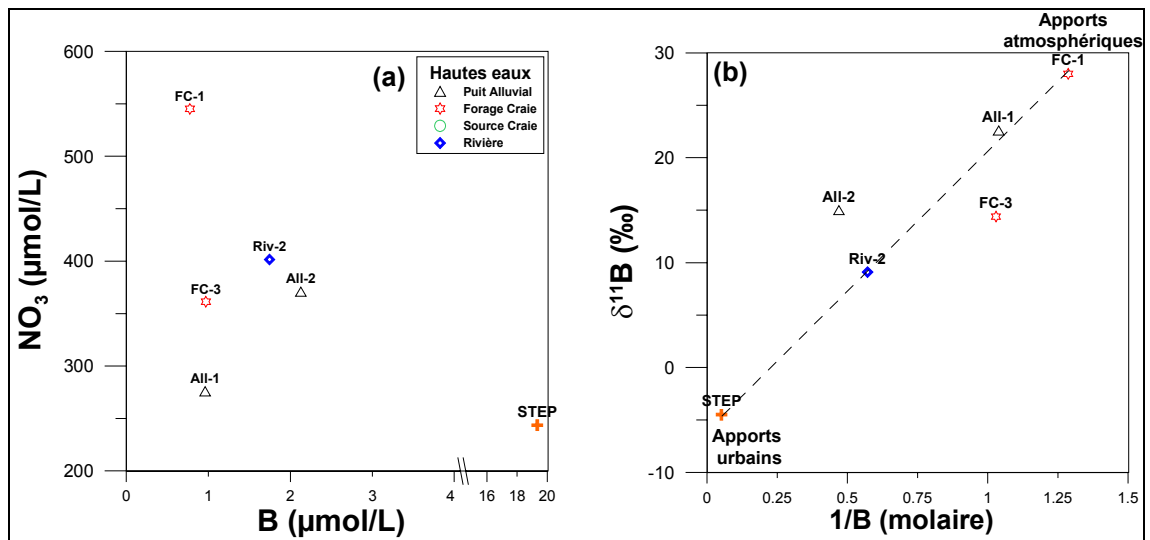 (a)
Hautes eaux
Puit Alluvial
Forage Craie
Source Craie
Rivière
NO3 (µmol/L)
600
500
400
300
200
FC-1
Riv-2
All-2
FC-3
All-1
STEP
0
1
2
3
4
16
18
20
B (µmol/L)
(b)
Apports
atmosphériques
FC-1
All-1
All-2
FC-3
Riv-2
STEP
Apports
urbains
δ11B (‰)
30
20
10
0
-10
0
0.25
0.5
0.75
1
1.25
1.5
1/B (molaire)